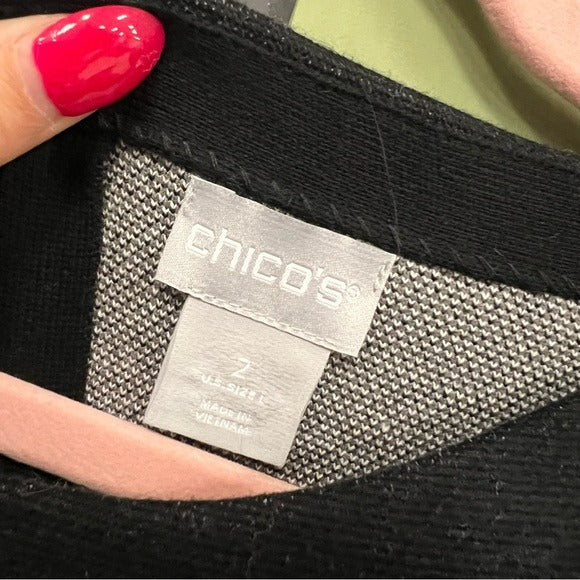 chico's®
2
U.S. SIZE L
MADE IN
VIETNAM